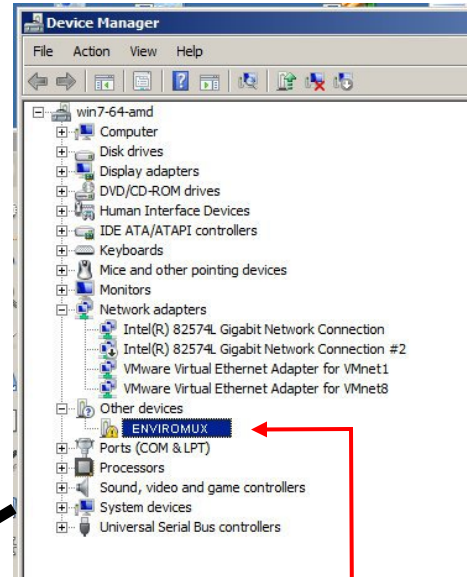 Device Manager
File Action View Help
win7-64-amd
Computer
Disk drives
Display adapters
DVD/CD-ROM drives
Human Interface Devices
IDE ATA/ATAPI controllers
Keyboards
Mice and other pointing devices
Monitors
Network adapters
Intel(R) 82574L Gigabit Network Connection
Intel(R) 82574L Gigabit Network Connection #2
VMware Virtual Ethernet Adapter for VMnet1
VMware Virtual Ethernet Adapter for VMnet8
Other devices
ENVIROMUX
Ports (COM & LPT)
Processors
Sound, video and game controllers
System devices
Universal Serial Bus controllers